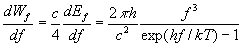 dW_f/df = c/4 dE_f/df = 2πh/c² f³/(exp(hf/kT) − 1)